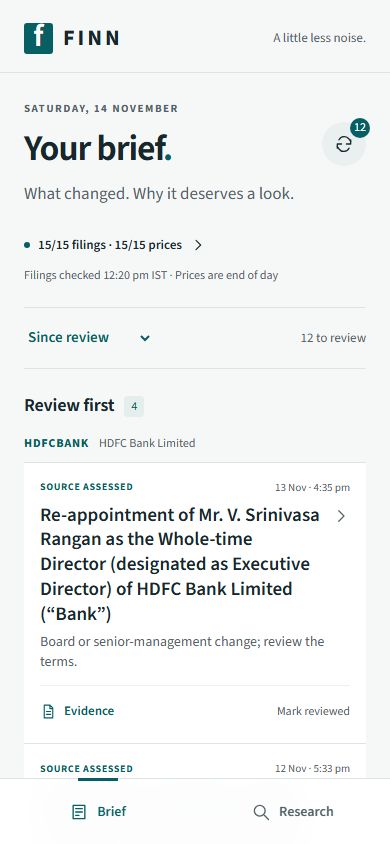 f FINN
A little less noise.
SATURDAY, 14 NOVEMBER
Your brief.
12
What changed. Why it deserves a look.
15/15 filings · 15/15 prices
Filings checked 12:20 pm IST · Prices are end of day
Since review
12 to review
Review first 4
HDFCBANK HDFC Bank Limited
SOURCE ASSESSED 13 Nov · 4:35 pm
Re-appointment of Mr. V. Srinivasa
Rangan as the Whole-time
Director (designated as Executive
Director) of HDFC Bank Limited
(“Bank”)
Board or senior-management change; review the
terms.
Evidence Mark reviewed
SOURCE ASSESSED 12 Nov · 5:33 pm
Brief Research